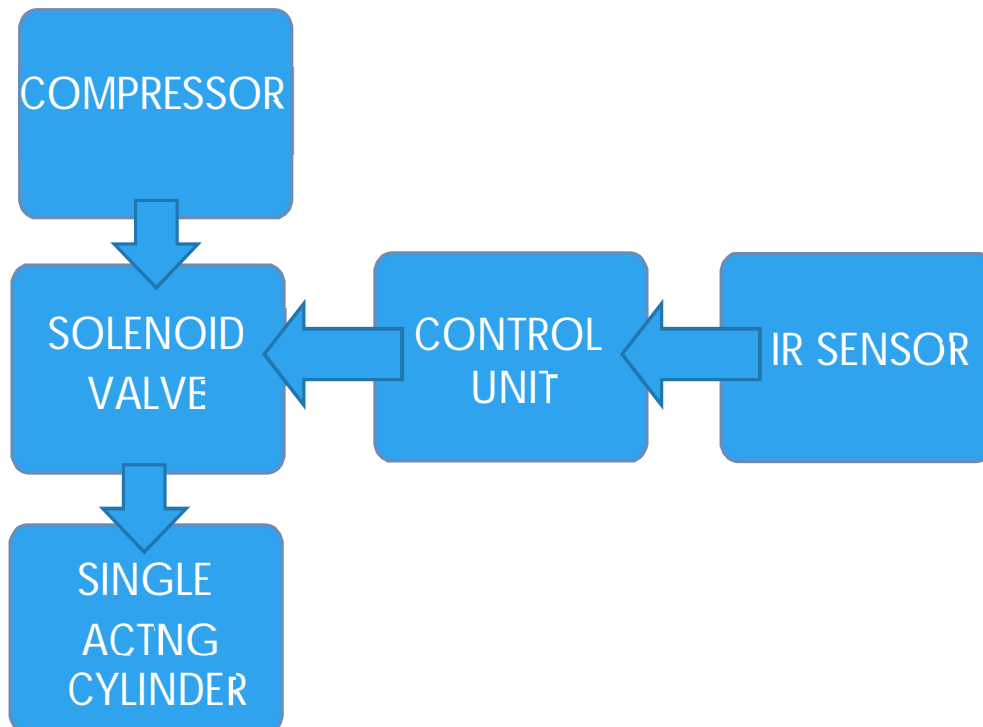 COMPRESSOR
SOLENOID
VALVE
CONTROL
UNIT
IR SENSOR
SINGLE
ACTNG
CYLINDER